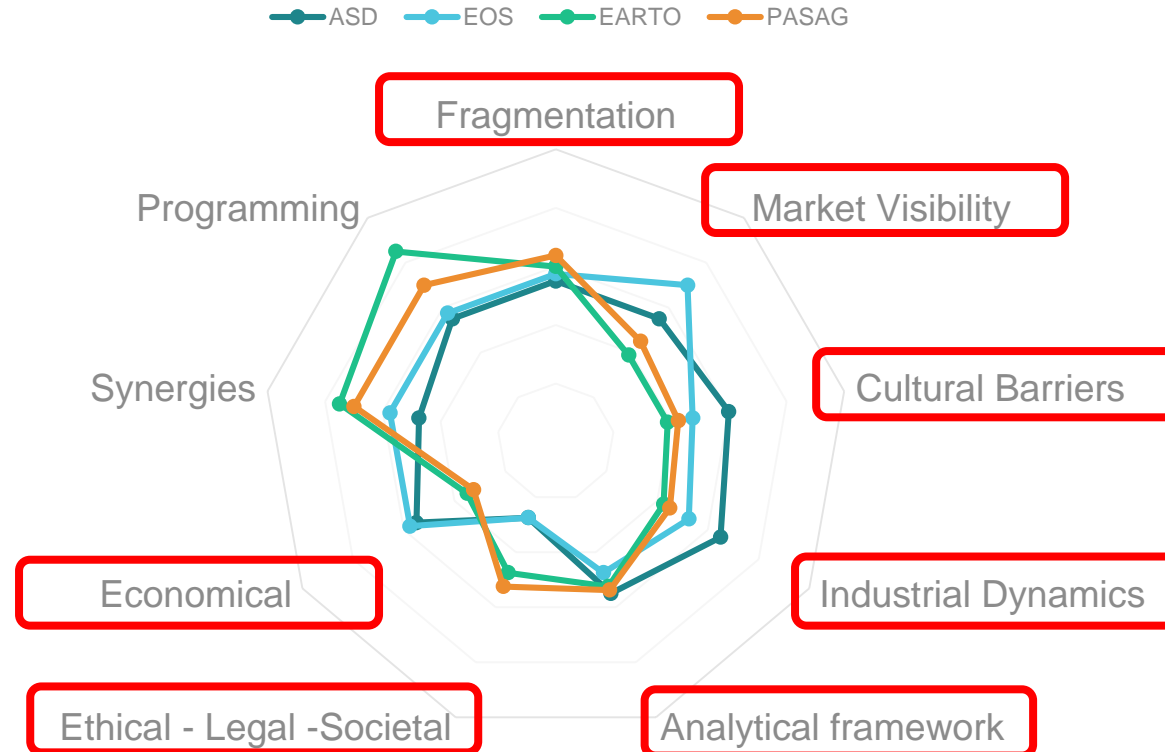 ASD EOS EARTO PASAG
Fragmentation
Programming
Market Visibility
Synergies
Cultural Barriers
Economical
Industrial Dynamics
Ethical - Legal -Societal
Analytical framework